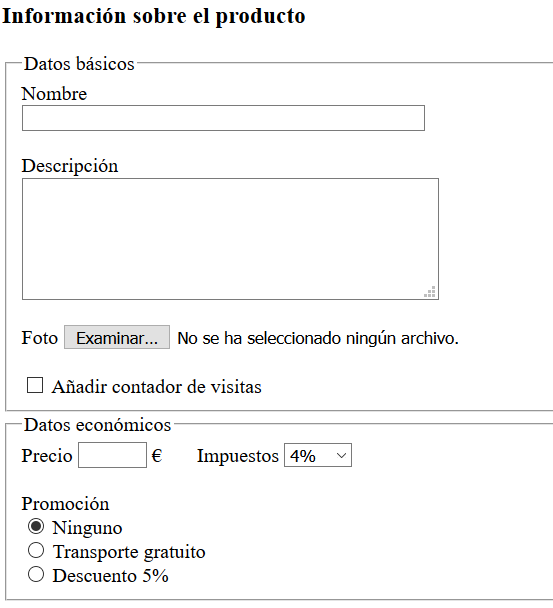 Información sobre el producto
Datos básicos
Nombre
Descripción
Foto Examinar... No se ha seleccionado ningún archivo.
Añadir contador de visitas
Datos económicos
Precio € Impuestos 4%
Promoción
Ninguno
Transporte gratuito
Descuento 5%